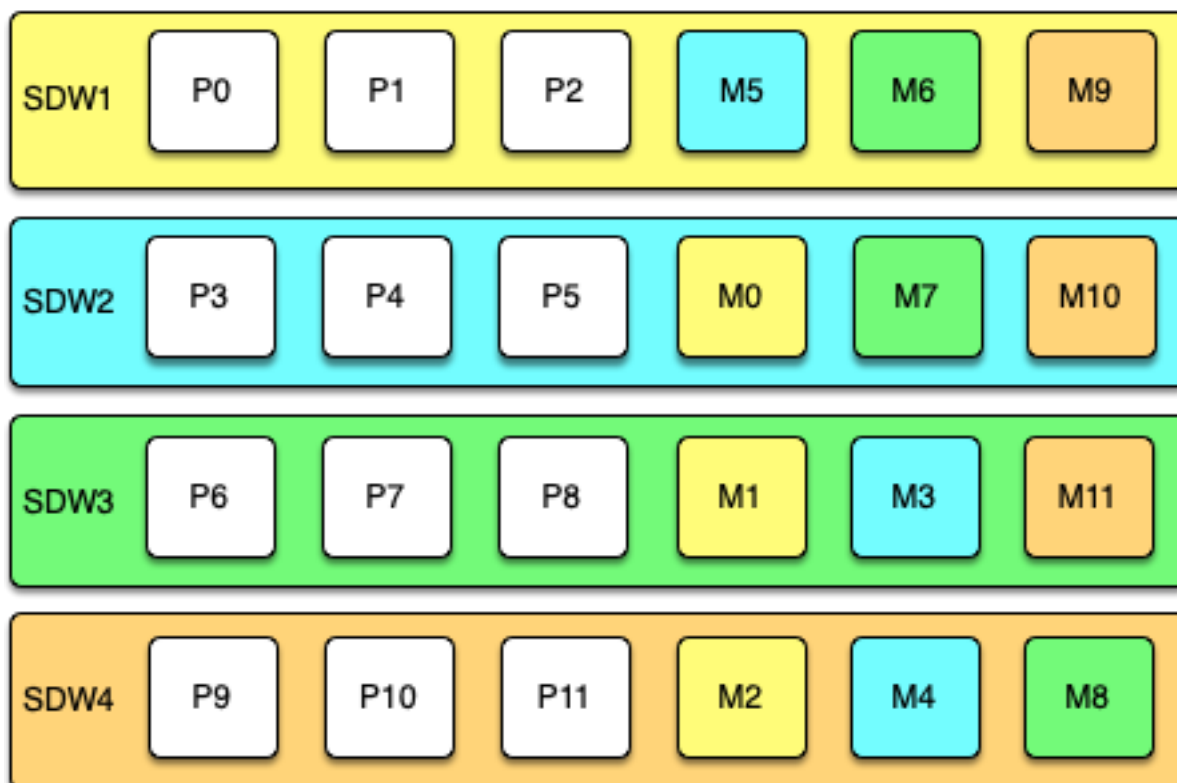 SDW1 P0 P1 P2 M5 M6 M9
SDW2 P3 P4 P5 M0 M7 M10
SDW3 P6 P7 P8 M1 M3 M11
SDW4 P9 P10 P11 M2 M4 M8